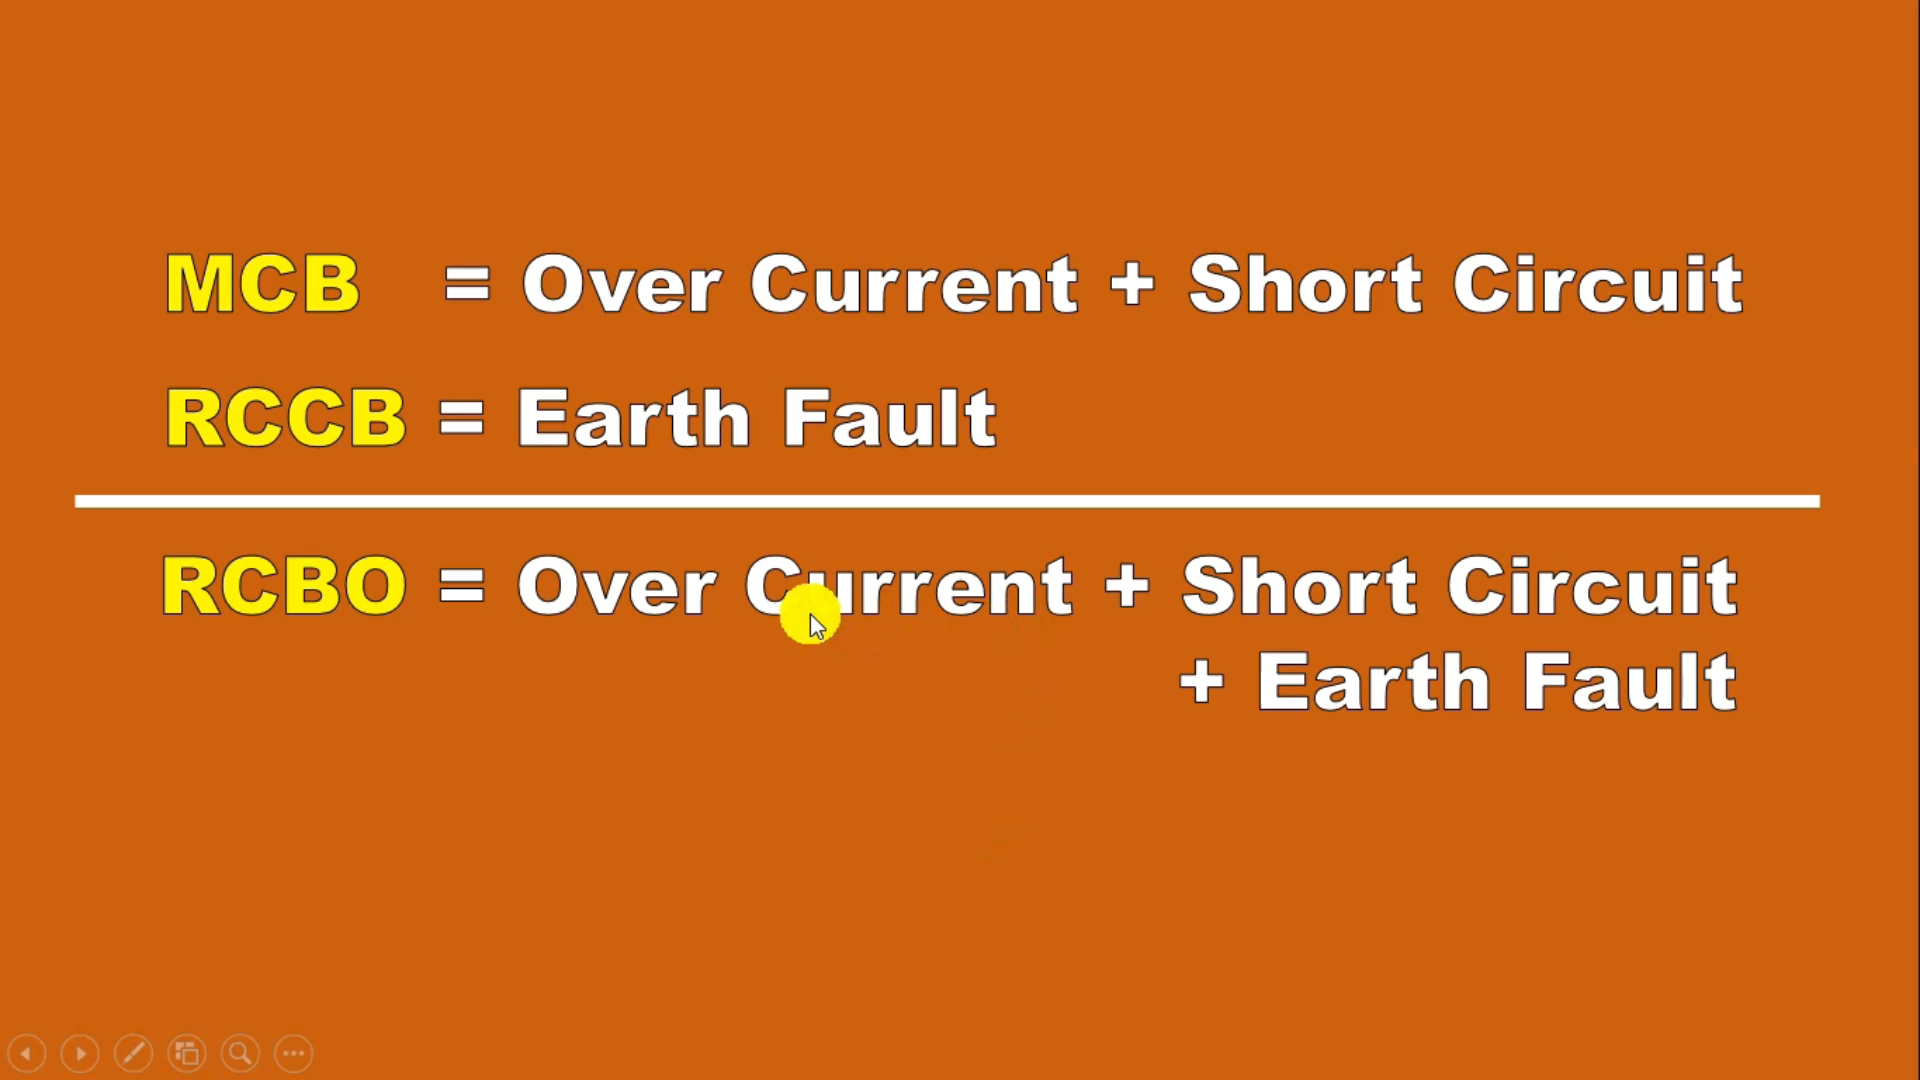 MCB = Over Current + Short Circuit
RCCB = Earth Fault
RCBO = Over Current + Short Circuit
+ Earth Fault